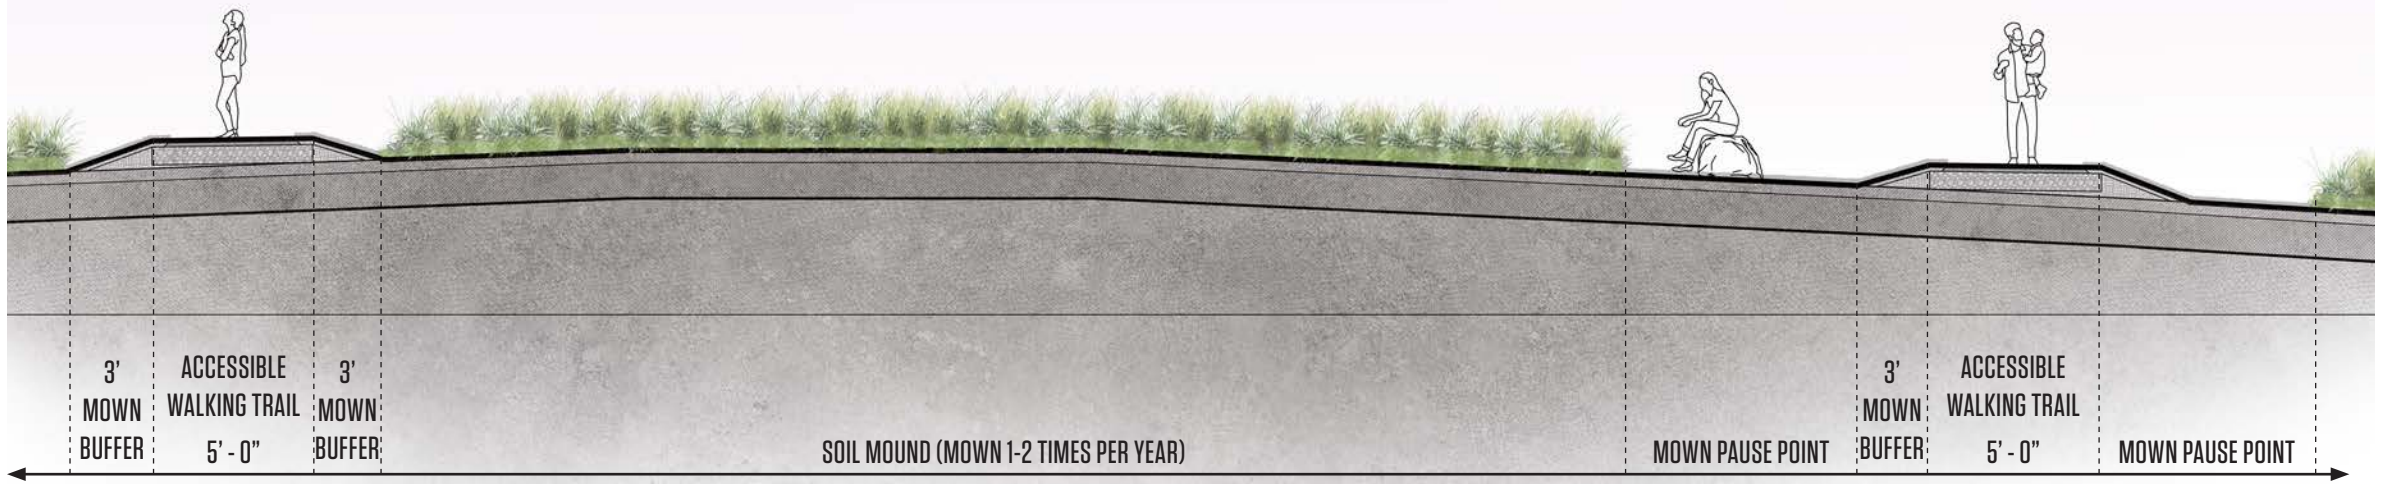 3’
MOWN
BUFFER
ACCESSIBLE
WALKING TRAIL
5’ - 0”
3’
MOWN
BUFFER
SOIL MOUND (MOWN 1-2 TIMES PER YEAR)
MOWN PAUSE POINT
3’
MOWN
BUFFER
ACCESSIBLE
WALKING TRAIL
5’ - 0”
MOWN PAUSE POINT